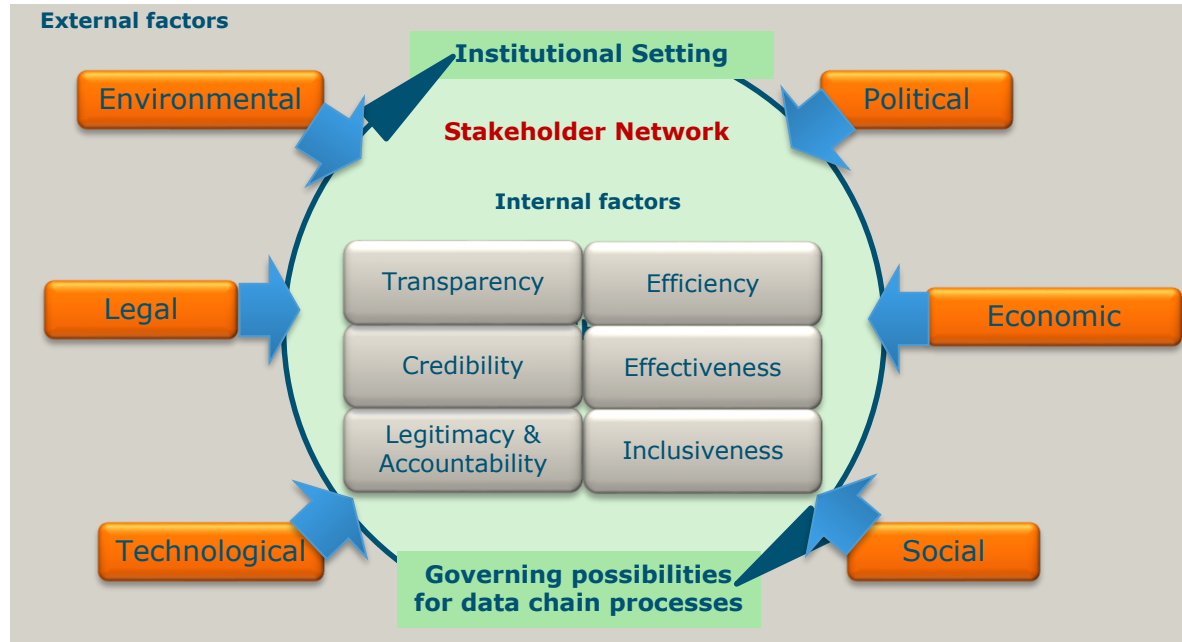 External factors
Institutional Setting
Environmental
Political
Stakeholder Network
Internal factors
Transparency
Efficiency
Legal
Economic
Credibility
Effectiveness
Legitimacy &
Accountability
Inclusiveness
Technological
Social
Governing possibilities
for data chain processes